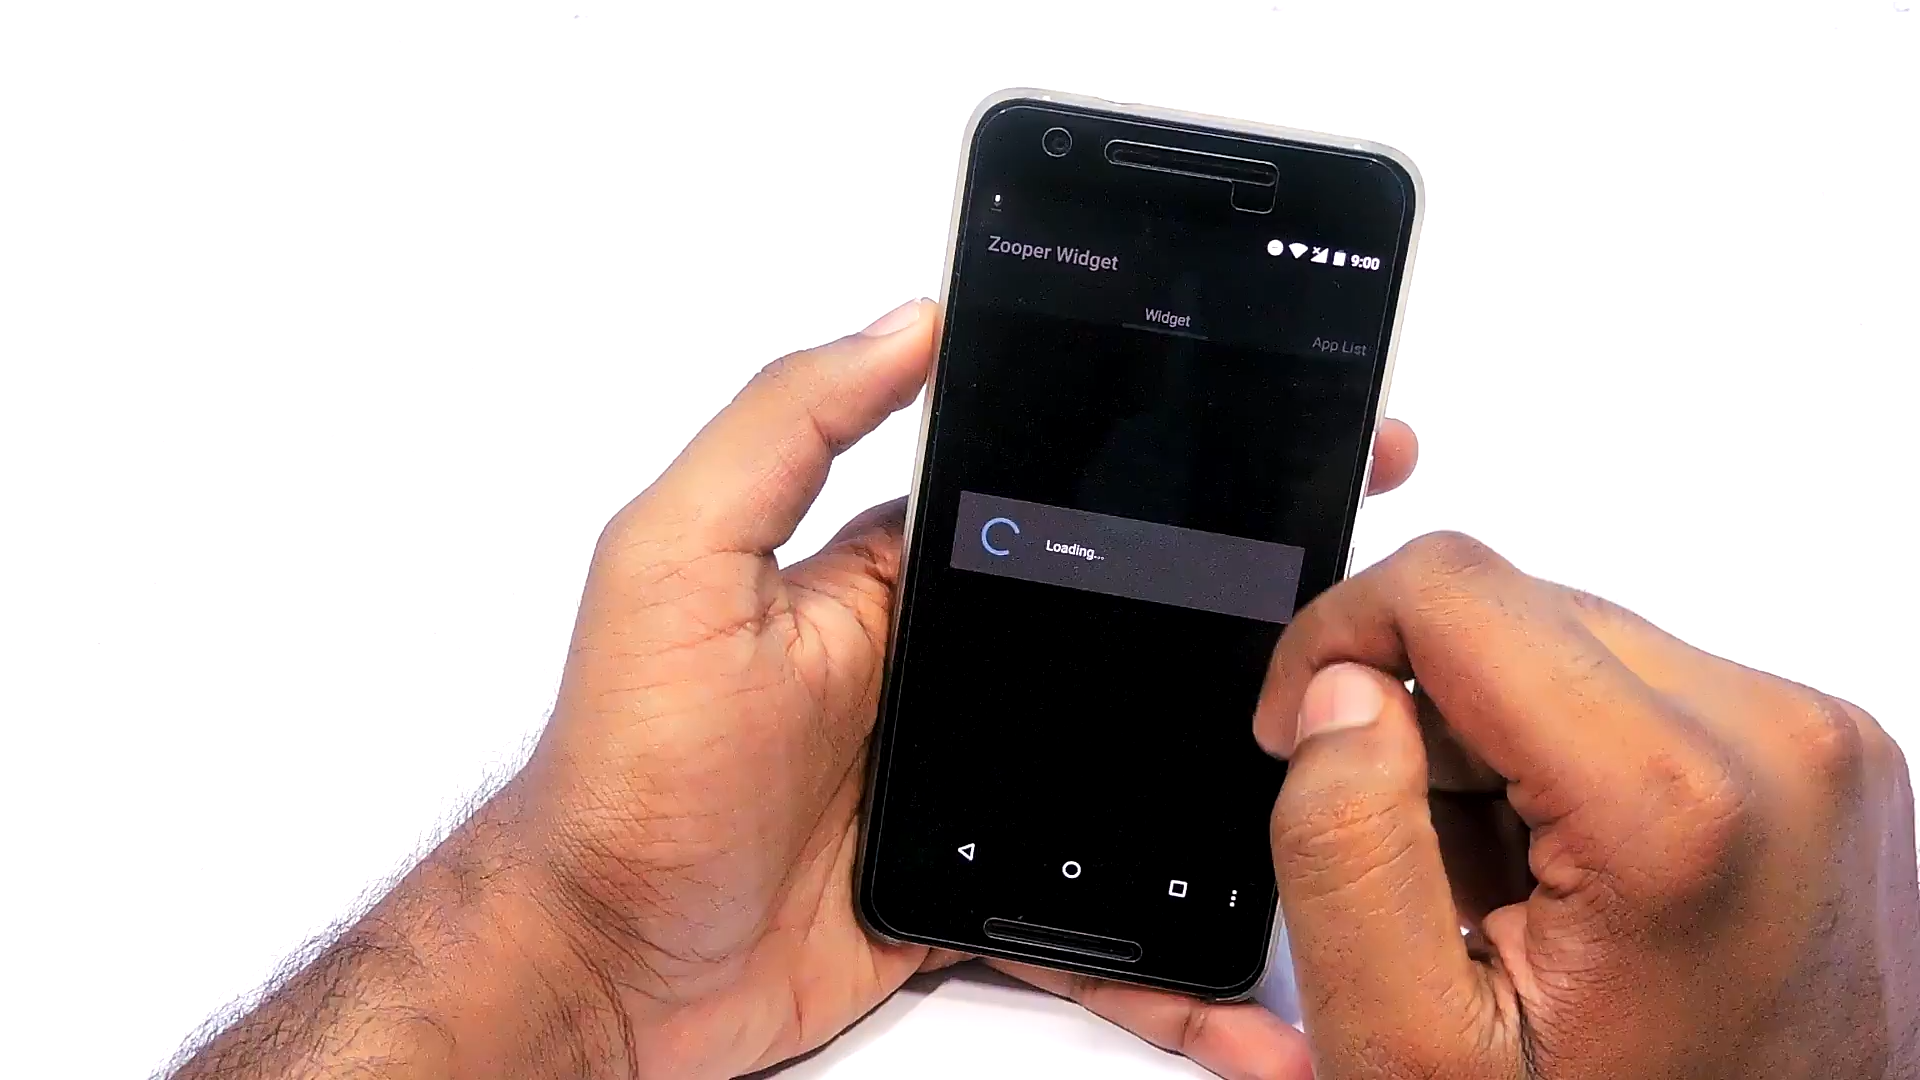 9:00
Zooper Widget
Widget
App List
Loading...